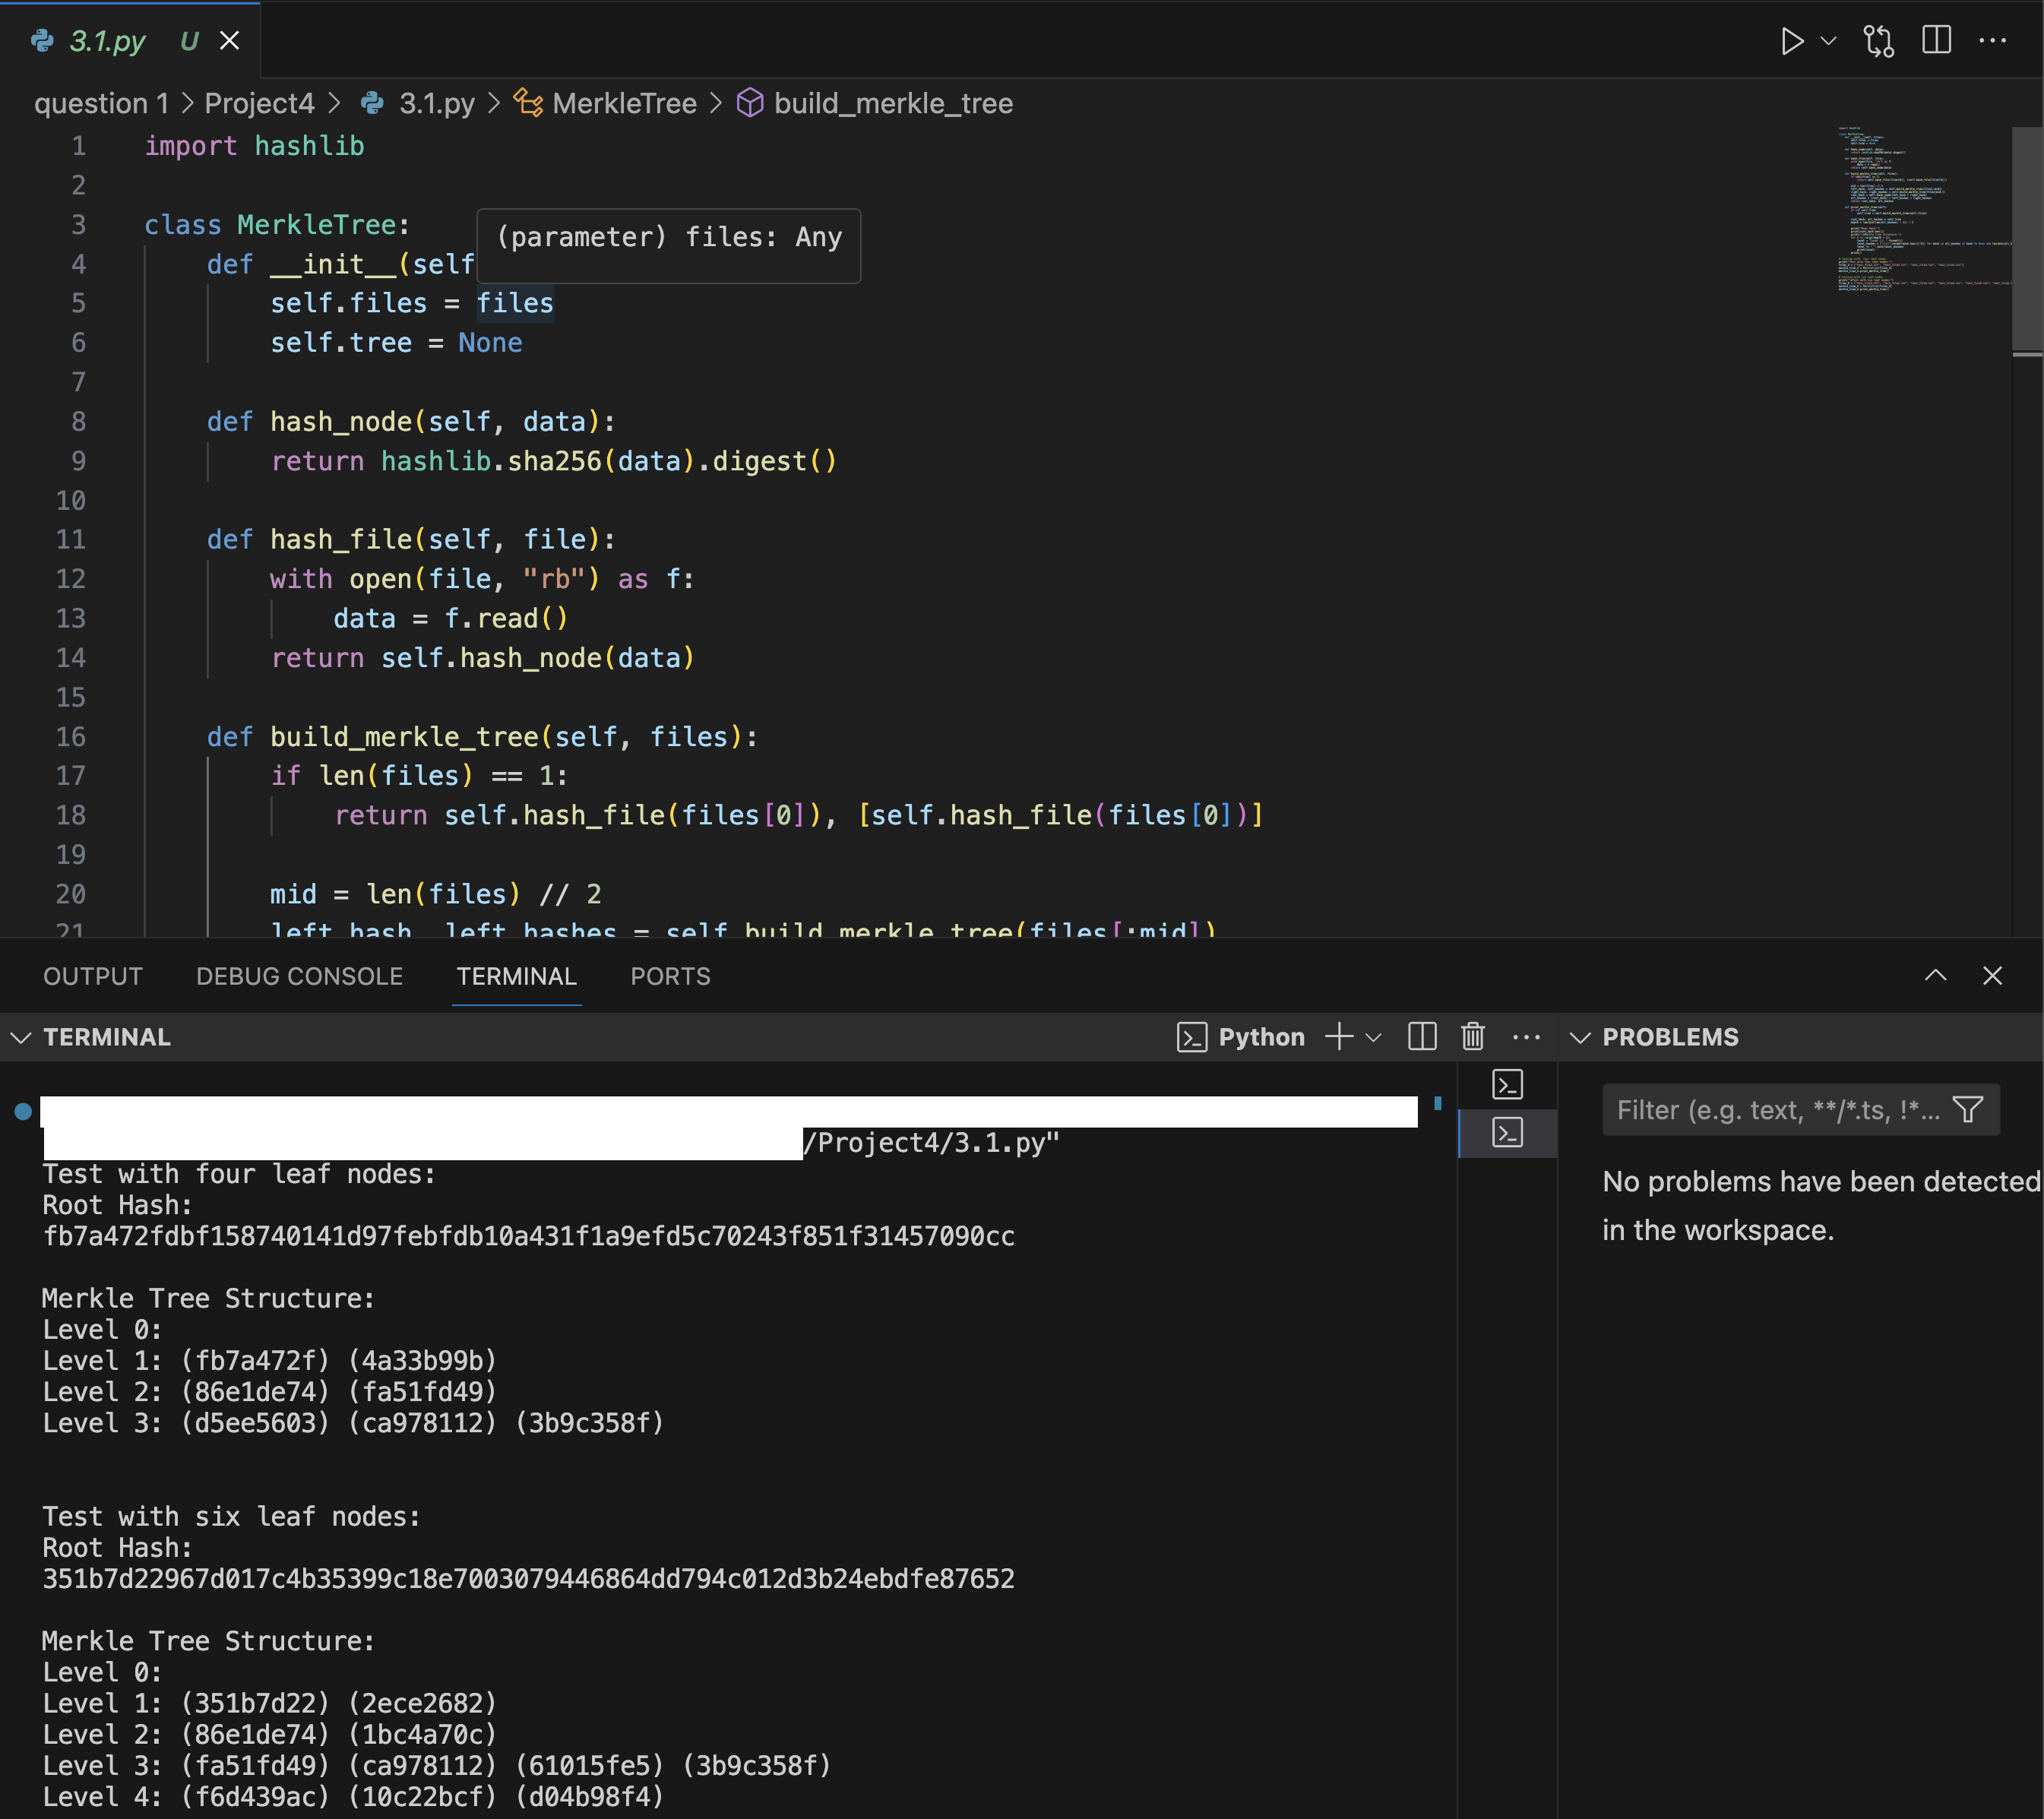 3.1.py U
question 1 > Project4 > 3.1.py > MerkleTree > build_merkle_tree
1 import hashlib
2
3 class MerkleTree:
(parameter) files: Any
4 def __init__(self
5 self.files = files
6 self.tree = None
7
8 def hash_node(self, data):
9 return hashlib.sha256(data).digest()
10
11 def hash_file(self, file):
12 with open(file, "rb") as f:
13 data = f.read()
14 return self.hash_node(data)
15
16 def build_merkle_tree(self, files):
17 if len(files) == 1:
18 return self.hash_file(files[0]), [self.hash_file(files[0])]
19
20 mid = len(files) // 2
21 left_hash, left_hashes = self.build_merkle_tree(files[:mid])
OUTPUT DEBUG CONSOLE TERMINAL PORTS
TERMINAL Python PROBLEMS
Filter (e.g. text, **/*.ts, !*...
No problems have been detected
in the workspace.
/Project4/3.1.py"
Test with four leaf nodes:
Root Hash:
fb7a472fdbf158740141d97febfdb10a431f1a9efd5c70243f851f31457090cc
Merkle Tree Structure:
Level 0:
Level 1: (fb7a472f) (4a33b99b)
Level 2: (86e1de74) (fa51fd49)
Level 3: (d5ee5603) (ca978112) (3b9c358f)
Test with six leaf nodes:
Root Hash:
351b7d22967d017c4b35399c18e7003079446864dd794c012d3b24ebdfe87652
Merkle Tree Structure:
Level 0:
Level 1: (351b7d22) (2ece2682)
Level 2: (86e1de74) (1bc4a70c)
Level 3: (fa51fd49) (ca978112) (61015fe5) (3b9c358f)
Level 4: (f6d439ac) (10c22bcf) (d04b98f4)